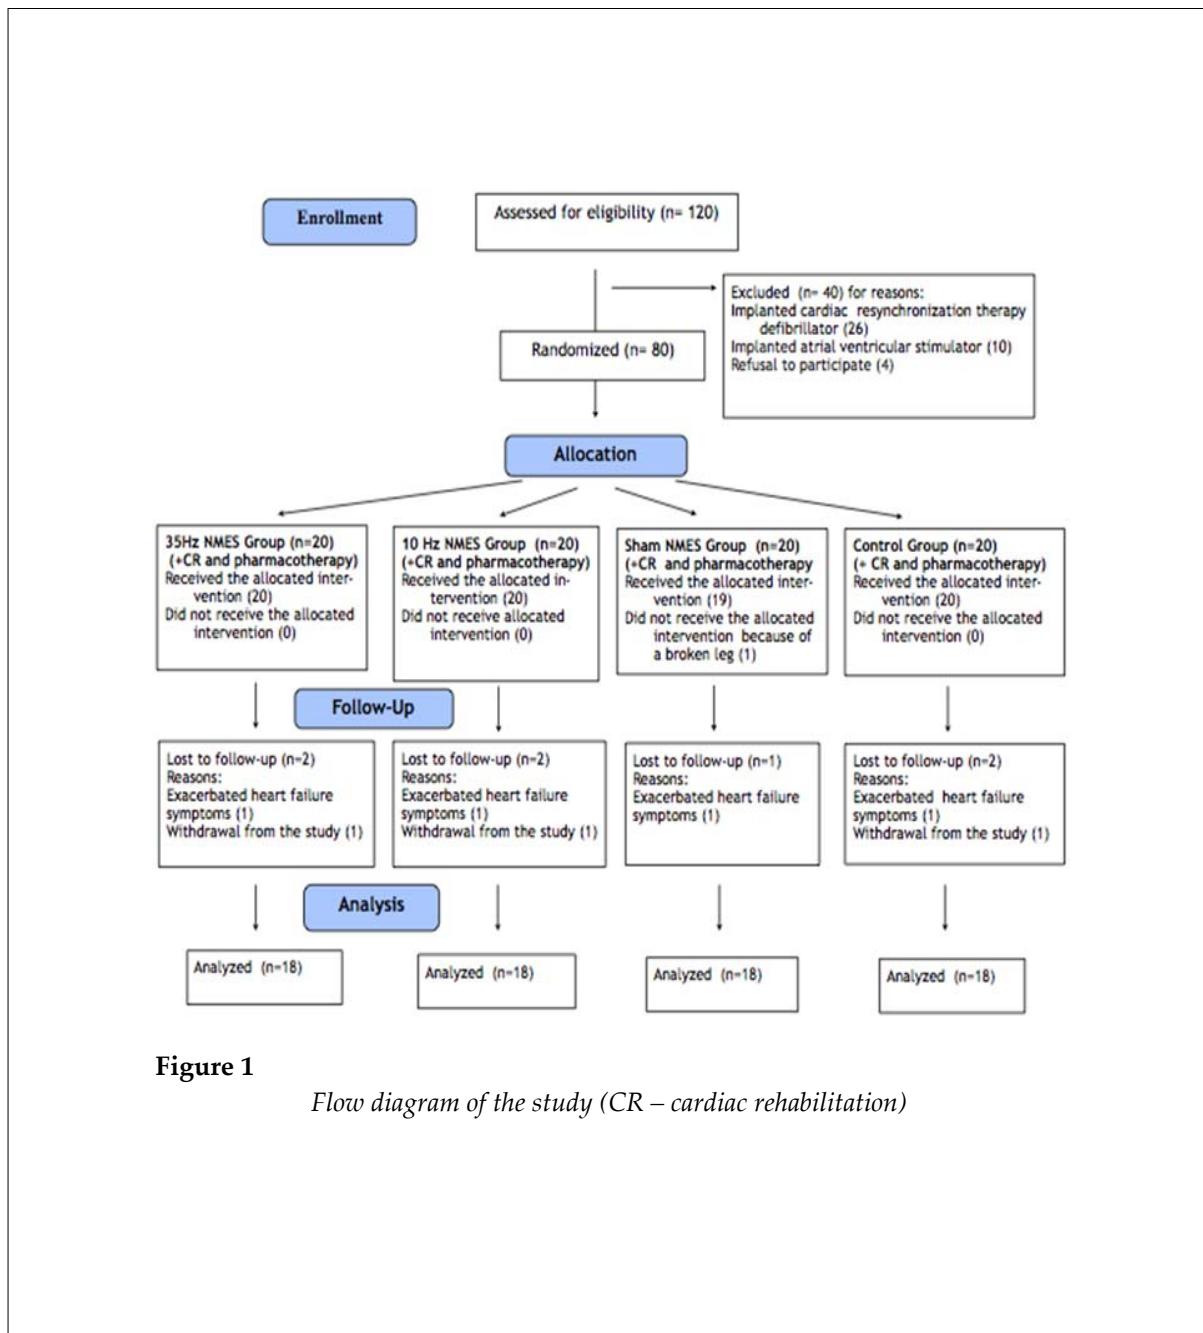 Enrollment
Assessed for eligibility (n= 120)
Excluded (n= 40) for reasons:
Implanted cardiac resynchronization therapy
defibrillator (26)
Implanted atrial ventricular stimulator (10)
Refusal to participate (4)
Randomized (n= 80)
Allocation
35Hz NMES Group (n=20)
(+CR and pharmacotherapy)
Received the allocated inter-
vention (20)
Did not receive the allocated
intervention (0)
10 Hz NMES Group (n=20)
(+CR and pharmacotherapy)
Received the allocated in-
tervention (20)
Did not receive allocated
intervention (0)
Sham NMES Group (n=20)
(+CR and pharmacotherapy
Received the allocated inter-
vention (19)
Did not receive the allocated
intervention because of
a broken leg (1)
Control Group (n=20)
(+ CR and pharmacotherapy)
Received the allocated inter-
vention (20)
Did not receive the allocated
intervention (0)
Follow-Up
Lost to follow-up (n=2)
Reasons:
Exacerbated heart failure
symptoms (1)
Withdrawal from the study (1)
Lost to follow-up (n=2)
Reasons:
Exacerbated heart failure
symptoms (1)
Withdrawal from the study (1)
Lost to follow-up (n=1)
Reasons:
Exacerbated heart failure
symptoms (1)
Lost to follow-up (n=2)
Reasons:
Exacerbated heart failure
symptoms (1)
Withdrawal from the study (1)
Analysis
Analyzed (n=18)
Analyzed (n=18)
Analyzed (n=18)
Analyzed (n=18)
Figure 1
Flow diagram of the study (CR – cardiac rehabilitation)